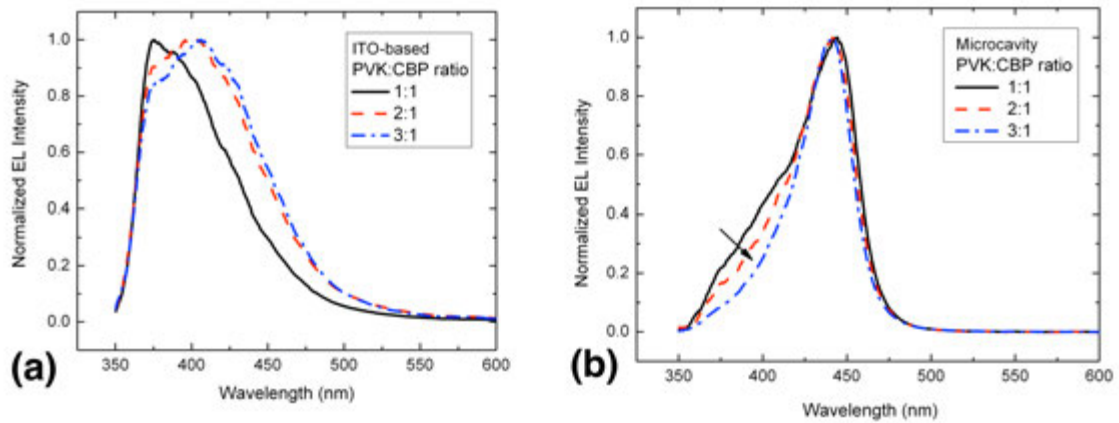 1.0
0.8
0.6
0.4
0.2
0.0
Normalized EL Intensity
ITO-based
PVK:CBP ratio
1:1
2:1
3:1
350 400 450 500 550 600
Wavelength (nm)
(a)
1.0
0.8
0.6
0.4
0.2
0.0
Normalized EL Intensity
Microcavity
PVK:CBP ratio
1:1
2:1
3:1
350 400 450 500 550 600
Wavelength (nm)
(b)